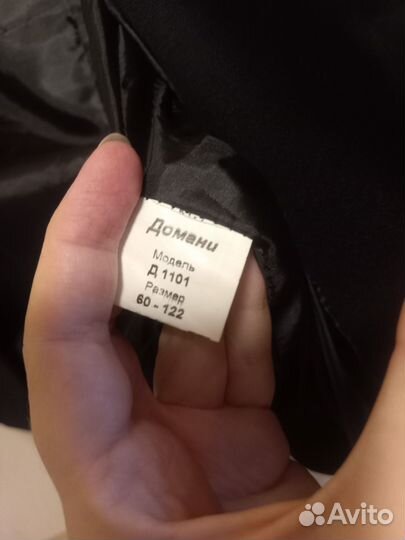 Домани
Модель
Д 1101
Размер
60 - 122
Avito